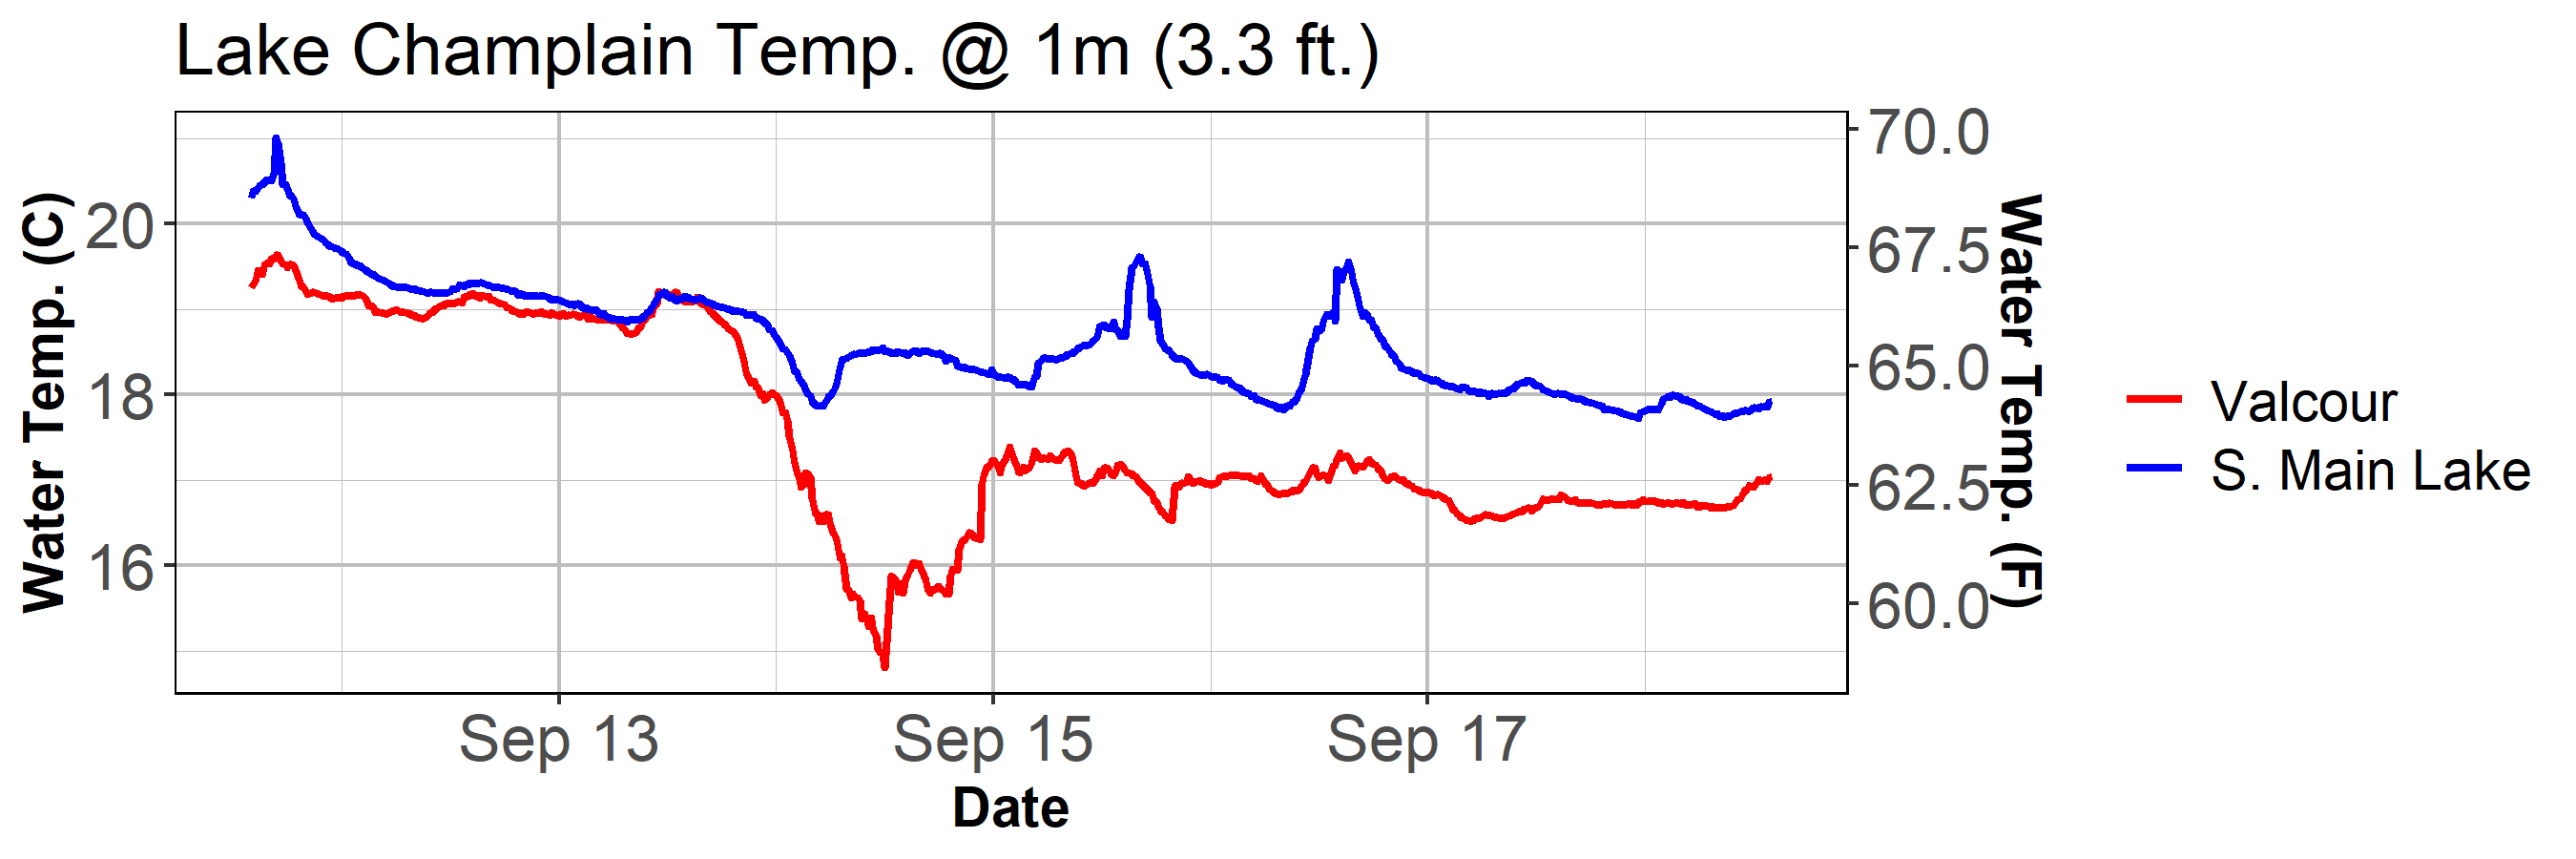 Lake Champlain Temp. @ 1m (3.3 ft.)
Water Temp. (C)
20
18
16
70.0
67.5
65.0
62.5
60.0
Water Temp. (F)
Sep 13
Sep 15
Sep 17
Date
Valcour
S. Main Lake